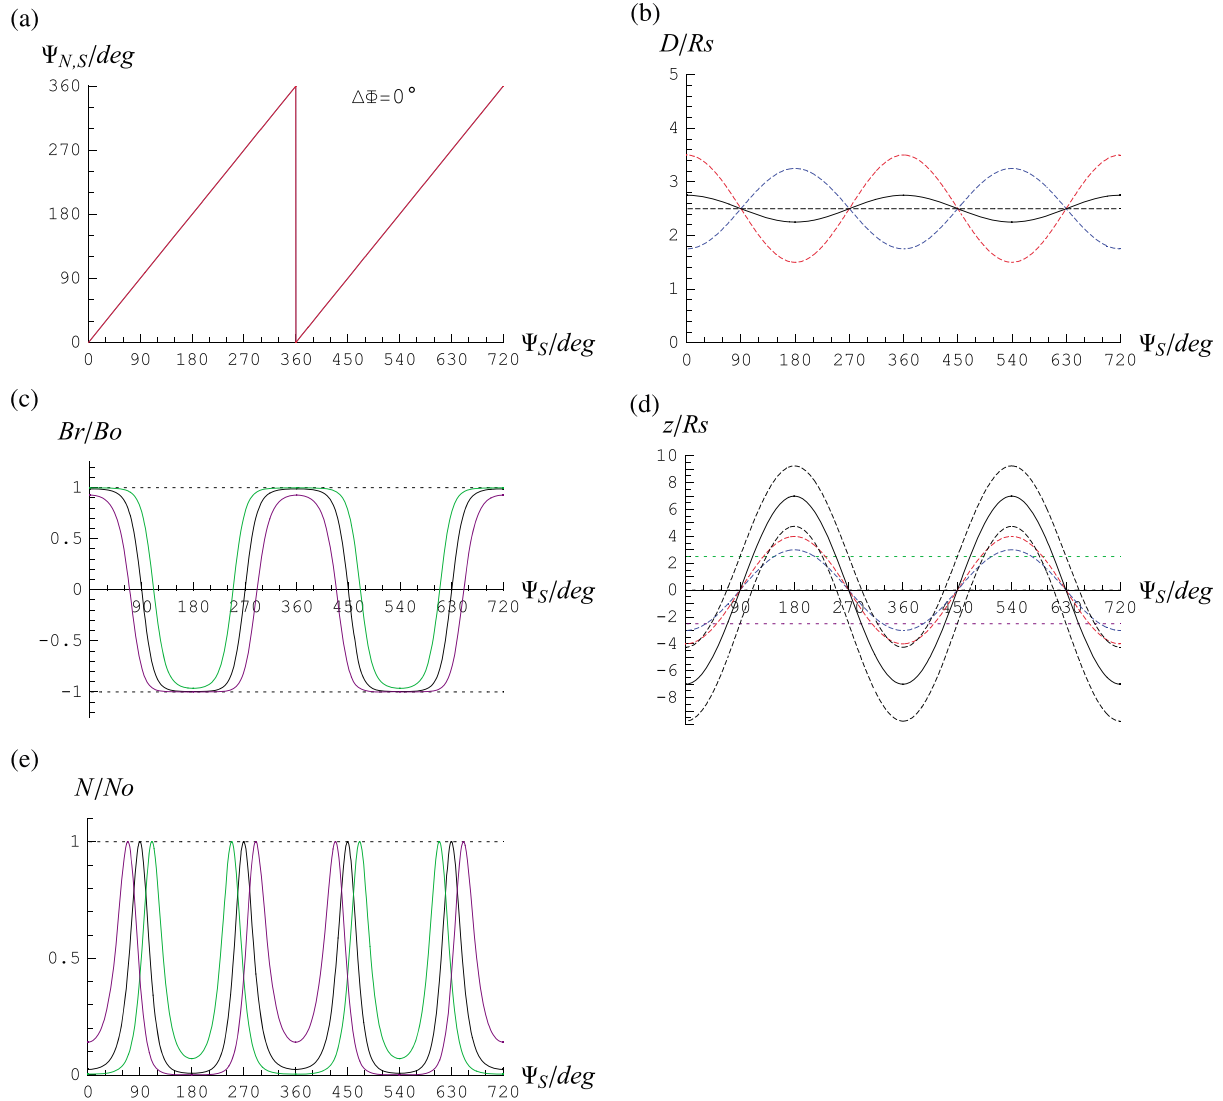 (a)
Ψ_N,S/deg
360
270
180
90
0
ΔΦ=0°
0 90 180 270 360 450 540 630 720
Ψ_S/deg
(b)
D/Rs
5
4
3
2
1
0
0 90 180 270 360 450 540 630 720
Ψ_S/deg
(c)
Br/Bo
1
0.5
0
-0.5
-1
90 180 270 360 450 540 630 720
Ψ_S/deg
(d)
z/Rs
10
8
6
4
2
0
-2
-4
-6
-8
90 180 270 360 450 540 630 720
Ψ_S/deg
(e)
N/No
1
0.5
0
0 90 180 270 360 450 540 630 720
Ψ_S/deg